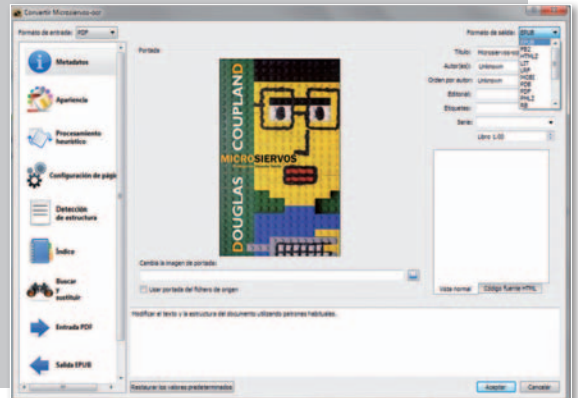 Convertir Microsiervos-ocr
Formato de entrada: PDF
Formato de salida: EPUB
EPUB
FB2
HTMLZ
LIT
LRF
MOBI
PDB
PDF
PMLZ
RB
Metadatos
Apariencia
Procesamiento
heurístico
Configuración de págin
Detección
de estructura
Índice
Buscar
y
sustituir
Entrada PDF
Salida EPUB
Portada
DOUGLAS COUPLAND
MICROSIERVOS
Cambia la imagen de portada:
Usar portada del fichero de origen
Título: Microsiervos-oc
Autor(es): Unknown
Orden por autor: Unknown
Editorial:
Etiquetas:
Serie:
Libro 1.00
Vista normal
Código fuente HTML
Modificar el texto y la estructura del documento utilizando patrones habituales.
Restaurar los valores predeterminados
Aceptar
Cancelar